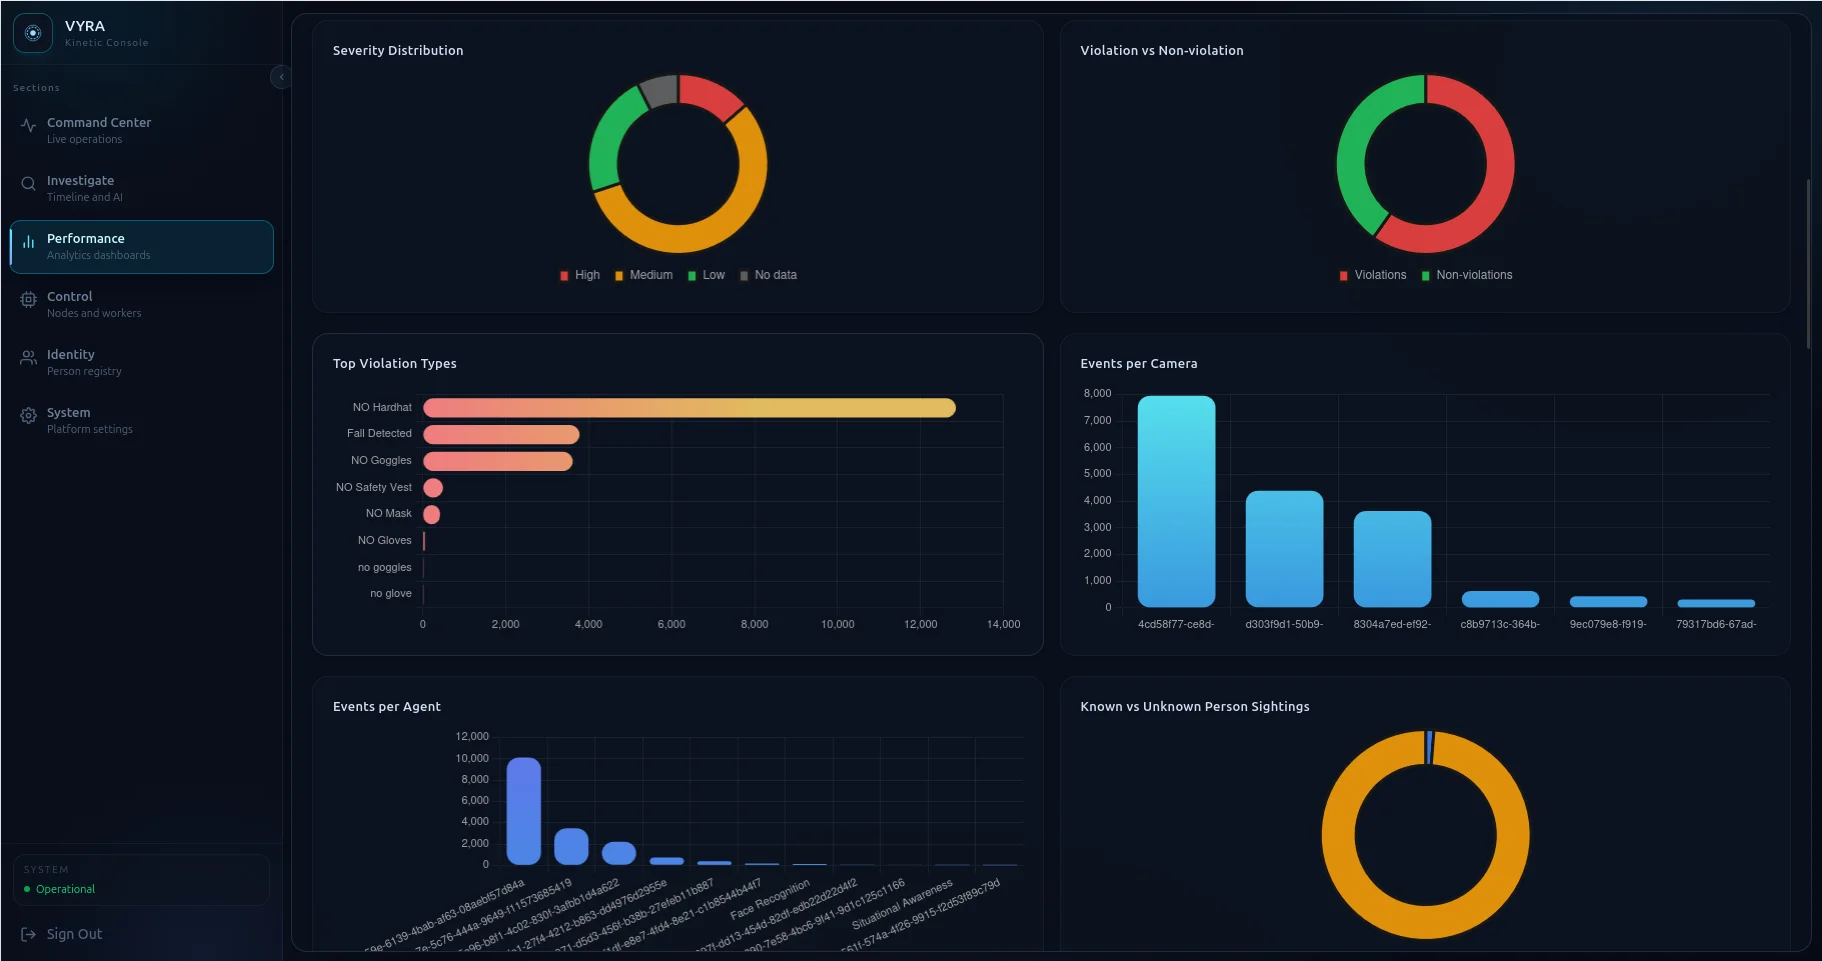 VYRA
Kinetic Console
Sections
Command Center
Live operations
Investigate
Timeline and AI
Performance
Analytics dashboards
Control
Nodes and workers
Identity
Person registry
System
Platform settings
SYSTEM
Operational
Sign Out
Severity Distribution
High Medium Low No data
Violation vs Non-violation
Violations Non-violations
Top Violation Types
NO Hardhat
Fall Detected
NO Goggles
NO Safety Vest
NO Mask
NO Gloves
no goggles
no glove
0 2,000 4,000 6,000 8,000 10,000 12,000 14,000
Events per Camera
8,000
7,000
6,000
5,000
4,000
3,000
2,000
1,000
0
4cd58f77-ce8d- d303f9d1-50b9- 8304a7ed-ef92- c8b9713c-364b- 9ec079e8-f919- 79317bd6-67ad-
Events per Agent
12,000
10,000
8,000
6,000
4,000
2,000
0
Face Recognition
Situational Awareness
Known vs Unknown Person Sightings